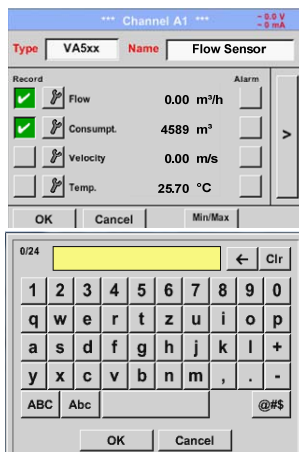 *** Channel A1 ***
~ 0.0 V
~ 0 mA
Type VA5xx Name Flow Sensor
Record Alarm
Flow 0.00 m³/h
Consumpt. 4589 m³
Velocity 0.00 m/s
Temp. 25.70 °C
>
OK Cancel Min/Max
0/24
← Clr
1 2 3 4 5 6 7 8 9 0
q w e r t z u i o p
a s d f g h j k l +
y x c v b n m , . -
ABC Abc @#$
OK Cancel